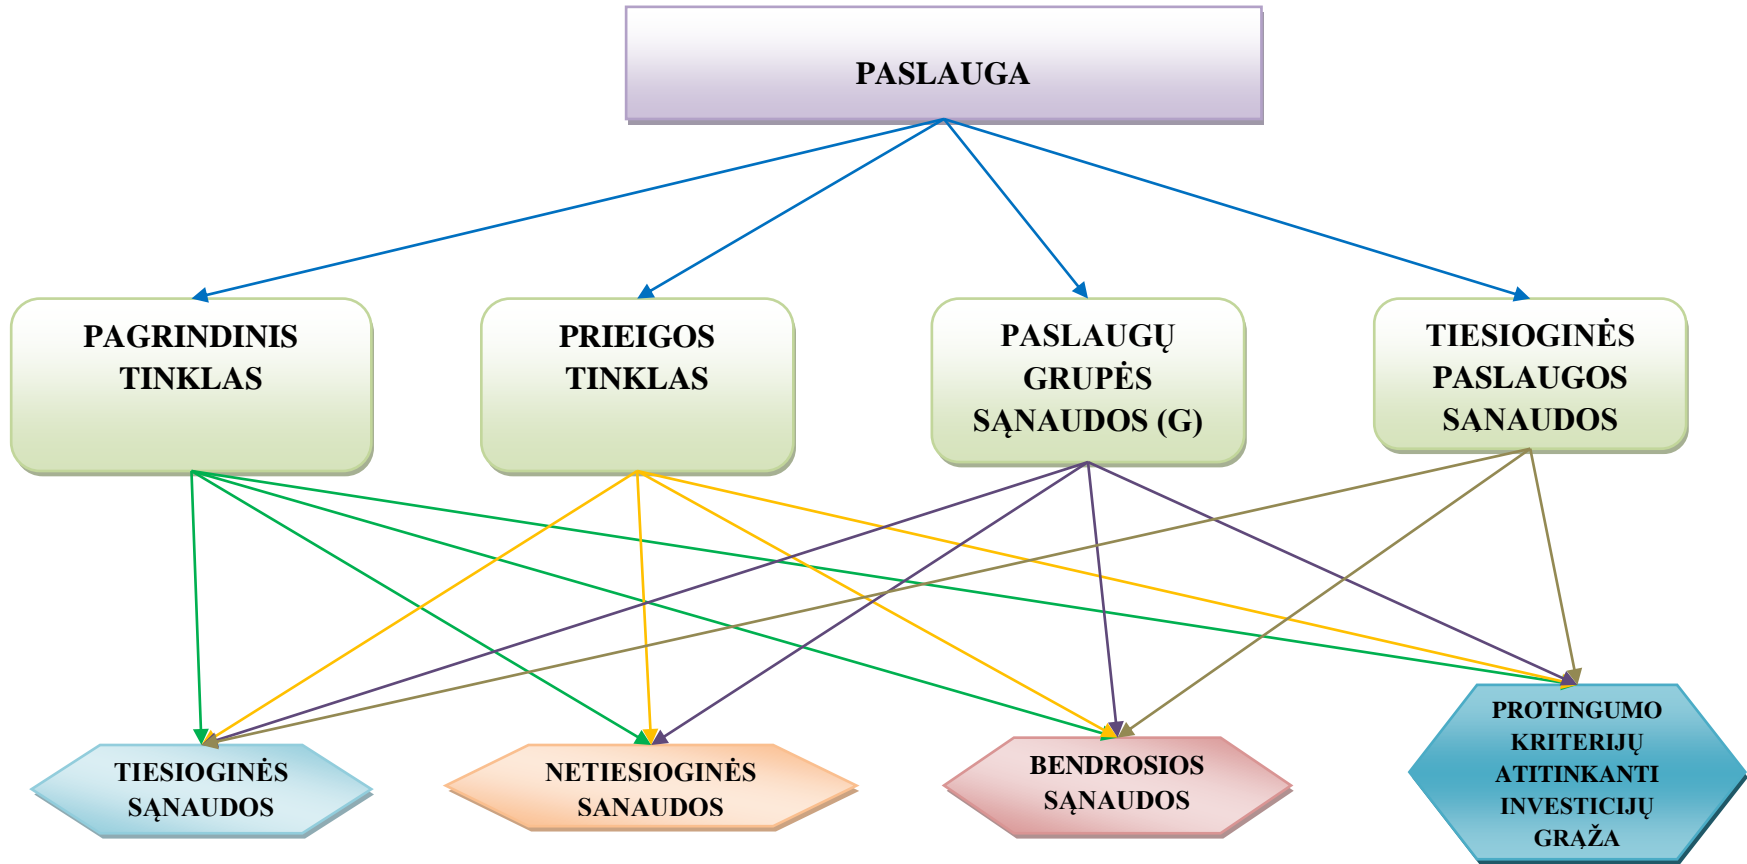 PASLAUGA
PAGRINDINIS
TINKLAS
PRIEIGOS
TINKLAS
PASLAUGŲ
GRUPĖS
SĄNAUDOS (G)
TIESIOGINĖS
PASLAUGOS
SĄNAUDOS
TIESIOGINĖS
SĄNAUDOS
NETIESIOGINĖS
SĄNAUDOS
BENDROSIOS
SĄNAUDOS
PROTINGUMO
KRITERIJŲ
ATITINKANTI
INVESTICIJŲ
GRĄŽA